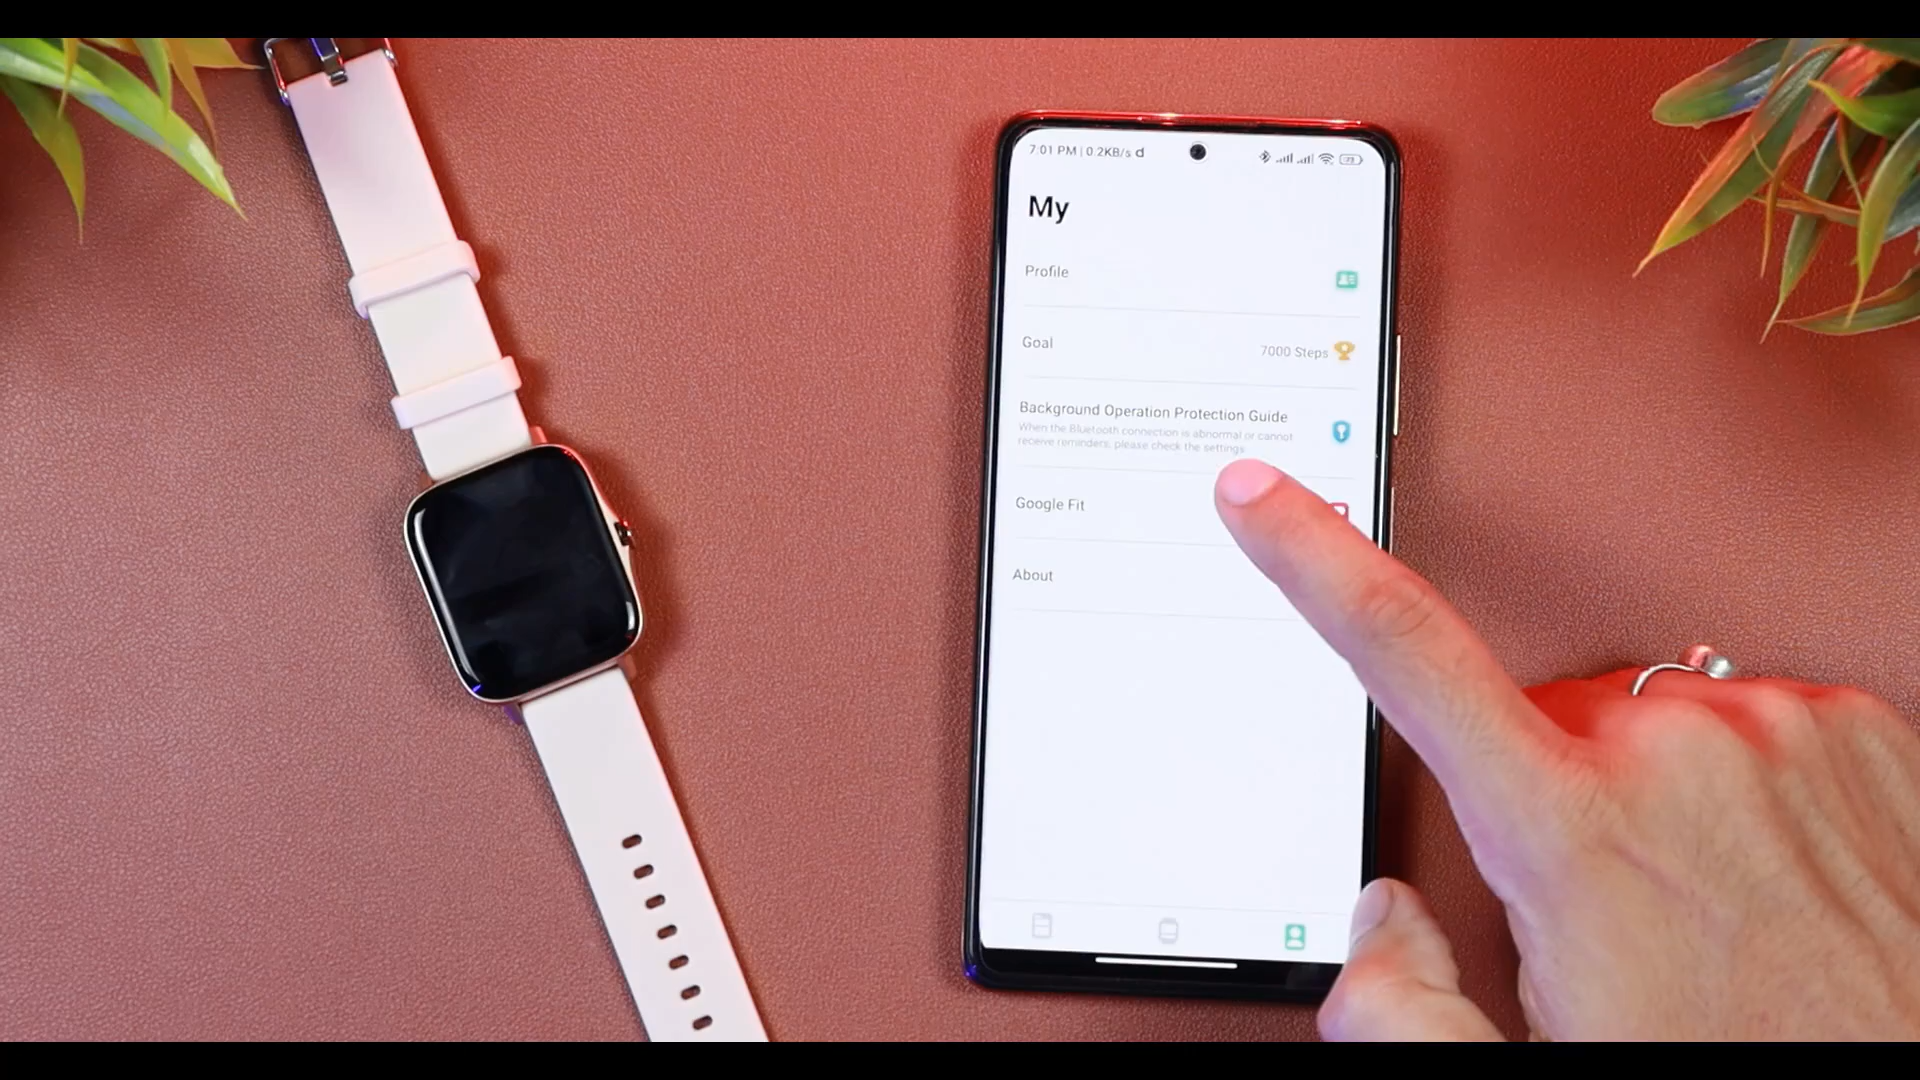 7:01 PM | 0.2KB/s
73
My
Profile
Goal
7000 Steps
Background Operation Protection Guide
When the Bluetooth connection is abnormal or cannot
receive reminders, please check the settings.
Google Fit
About